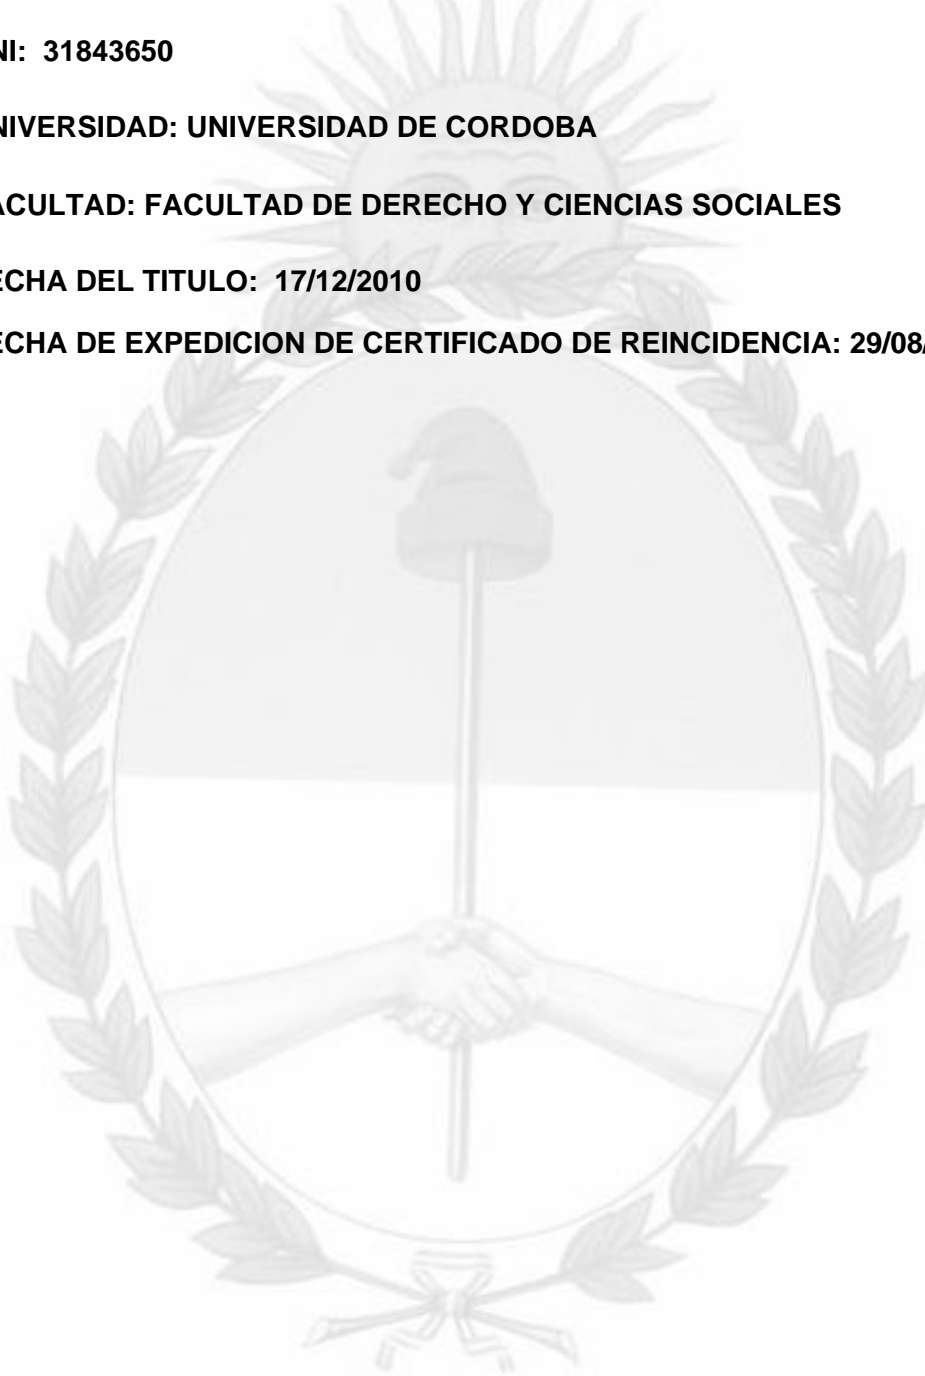 NI: 31843650
NIVERSIDAD: UNIVERSIDAD DE CORDOBA
ACULTAD: FACULTAD DE DERECHO Y CIENCIAS SOCIALES
ECHA DEL TITULO: 17/12/2010
ECHA DE EXPEDICION DE CERTIFICADO DE REINCIDENCIA: 29/08/